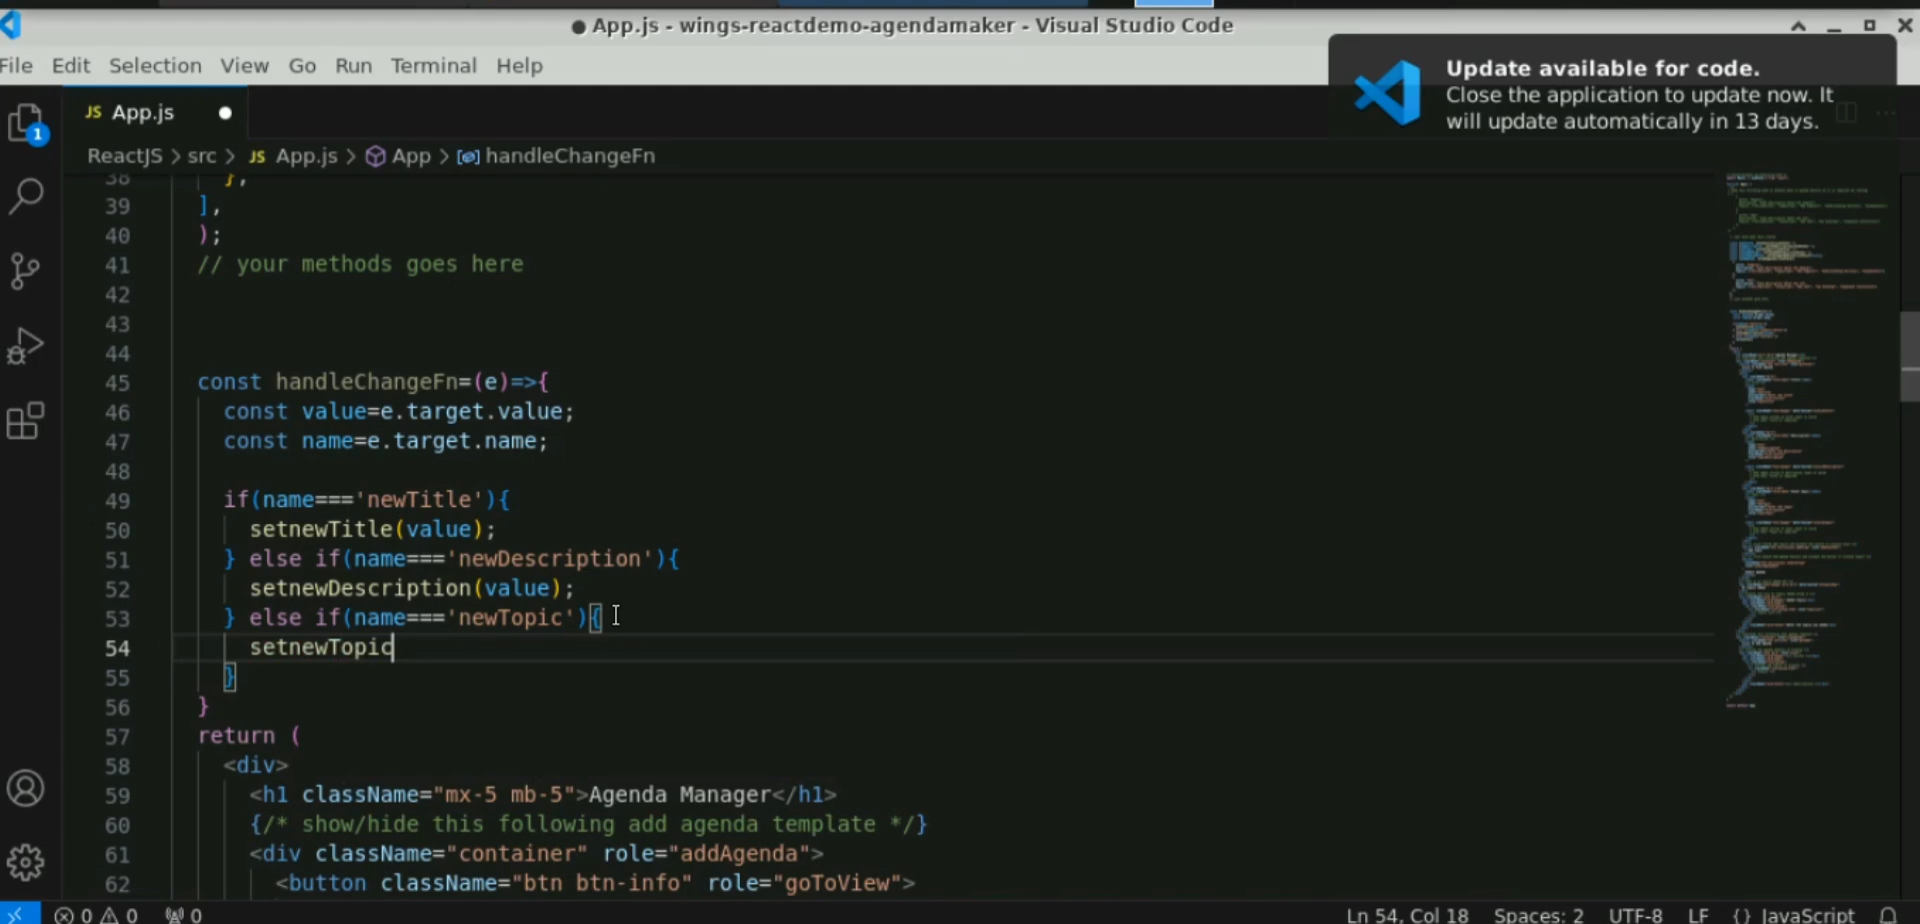 ● App.js - wings-reactdemo-agendamaker - Visual Studio Code
File Edit Selection View Go Run Terminal Help
Update available for code.
Close the application to update now. It
will update automatically in 13 days.
JS App.js ●
ReactJS > src > JS App.js > App > handleChangeFn
38 },
39 ],
40 );
41 // your methods goes here
42
43
44
45 const handleChangeFn=(e)=>{
46 const value=e.target.value;
47 const name=e.target.name;
48
49 if(name==='newTitle'){
50 setnewTitle(value);
51 } else if(name==='newDescription'){
52 setnewDescription(value);
53 } else if(name==='newTopic'){
54 setnewTopic
55 }
56 }
57 return (
58 <div>
59 <h1 className="mx-5 mb-5">Agenda Manager</h1>
60 {/* show/hide this following add agenda template */}
61 <div className="container" role="addAgenda">
62 <button className="btn btn-info" role="goToView">
1
0 0 0 Ln 54, Col 18 Spaces: 2 UTF-8 LF {} JavaScript